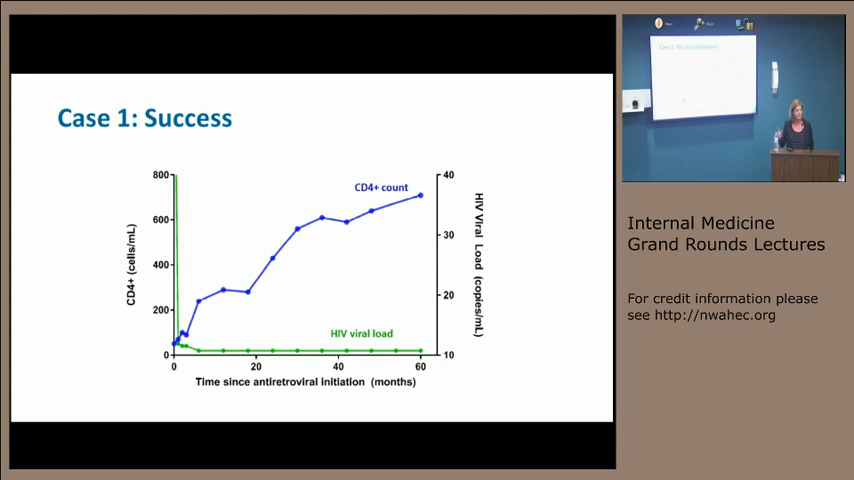 Case 1: Success
800
600
400
200
0
CD4+ (cells/mL)
CD4+ count
HIV viral load
40
30
20
10
HIV Viral Load (copies/mL)
0
20
40
60
Time since antiretroviral initiation (months)
Internal Medicine
Grand Rounds Lectures
For credit information please
see http://nwahec.org